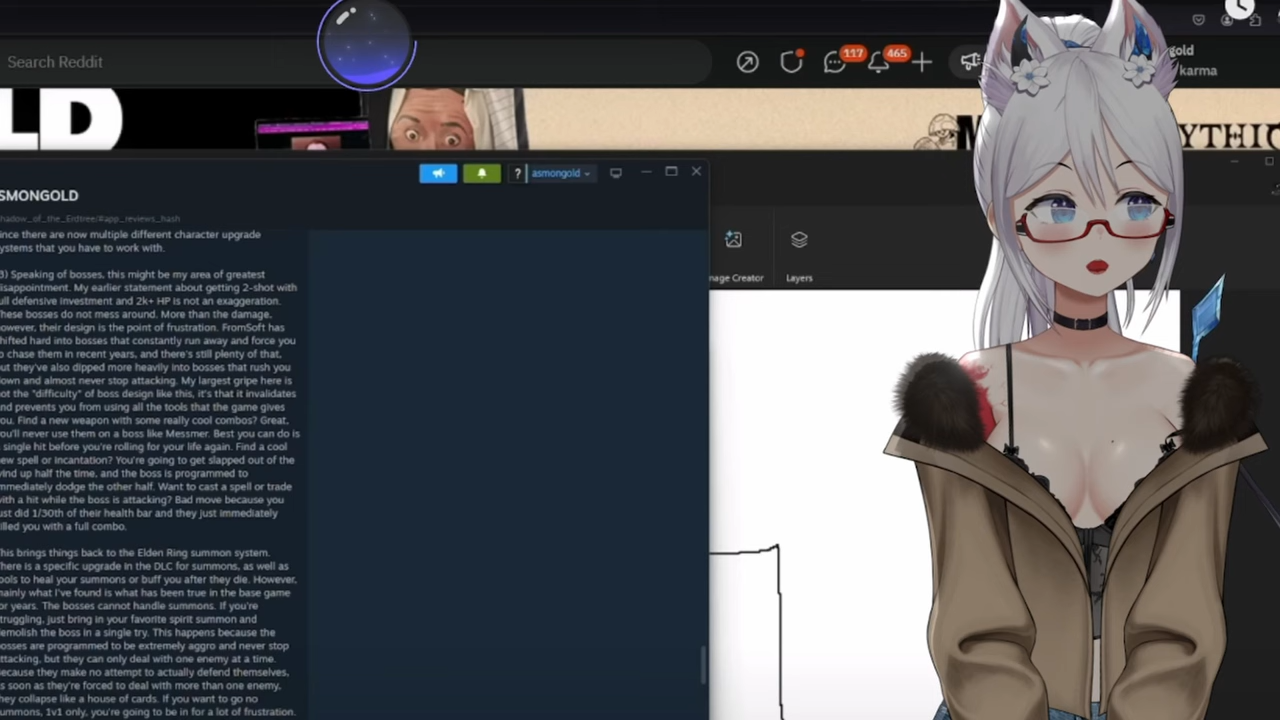 Search Reddit
117
465
gold
karma
LD
M
YTHIC
? asmongold
SMONGOLD
hadow_of_the_Erdtree/#app_reviews_hash
ince there are now multiple different character upgrade
ystems that you have to work with.
3) Speaking of bosses, this might be my area of greatest
isappointment. My earlier statement about getting 2-shot with
ull defensive investment and 2k+ HP is not an exaggeration.
hese bosses do not mess around. More than the damage,
owever, their design is the point of frustration. FromSoft has
hifted hard into bosses that constantly run away and force you
o chase them in recent years, and there's still plenty of that,
ut they've also dipped more heavily into bosses that rush you
own and almost never stop attacking. My largest gripe here is
ot the "difficulty" of boss design like this, it's that it invalidates
nd prevents you from using all the tools that the game gives
ou. Find a new weapon with some really cool combos? Great,
ou'll never use them on a boss like Messmer. Best you can do is
single hit before you're rolling for your life again. Find a cool
ew spell or incantation? You're going to get slapped out of the
ind up half the time, and the boss is programmed to
mmediately dodge the other half. Want to cast a spell or trade
ith a hit while the boss is attacking? Bad move because you
ust did 1/30th of their health bar and they just immediately
illed you with a full combo.
his brings things back to the Elden Ring summon system.
here is a specific upgrade in the DLC for summons, as well as
ools to heal your summons or buff you after they die. However,
mainly what I've found is what has been true in the base game
or years. The bosses cannot handle summons. If you're
truggling, just bring in your favorite spirit summon and
emolish the boss in a single try. This happens because the
osses are programmed to be extremely aggro and never stop
ttacking, but they can only deal with one enemy at a time.
ecause they make no attempt to actually defend themselves,
s soon as they're forced to deal with more than one enemy,
hey collapse like a house of cards. If you want to go no
ummons, 1v1 only, you're going to be in for a lot of frustration.
mage Creator
Layers